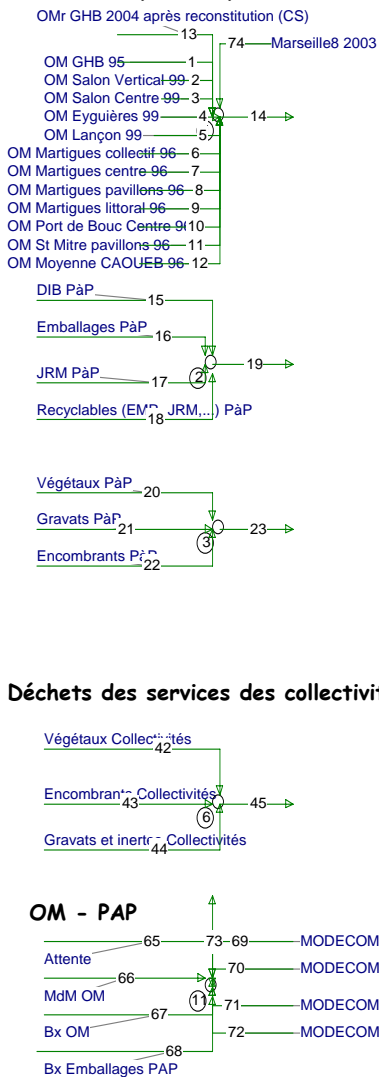 OMr GHB 2004 après reconstitution (CS)
13
74 Marseille8 2003
OM GHB 95 1
OM Salon Vertical 99 2
OM Salon Centre 99 3
OM Eyguières 99 4 14
OM Lançon 99 5
OM Martigues collectif 96 6
OM Martigues centre 96 7
OM Martigues pavillons 96 8
OM Martigues littoral 96 9
OM Port de Bouc Centre 9 10
OM St Mitre pavillons 96 11
OM Moyenne CAOUEB 96 12
DIB PàP
15
Emballages PàP
16
19
JRM PàP
17 2
Recyclables (EMP, JRM,...) PàP
18
Végétaux PàP
20
Gravats PàP
21 23
3
Encombrants PàP
22
Déchets des services des collectivit
Végétaux Collectivités
42
Encombrants Collectivités
43 45
6
Gravats et inertes Collectivités
44
OM - PAP
65 73 69 MODECOM
Attente
70 MODECOM
66
MdM OM
11
71 MODECOM
67
Bx OM
72 MODECOM
68
Bx Emballages PAP